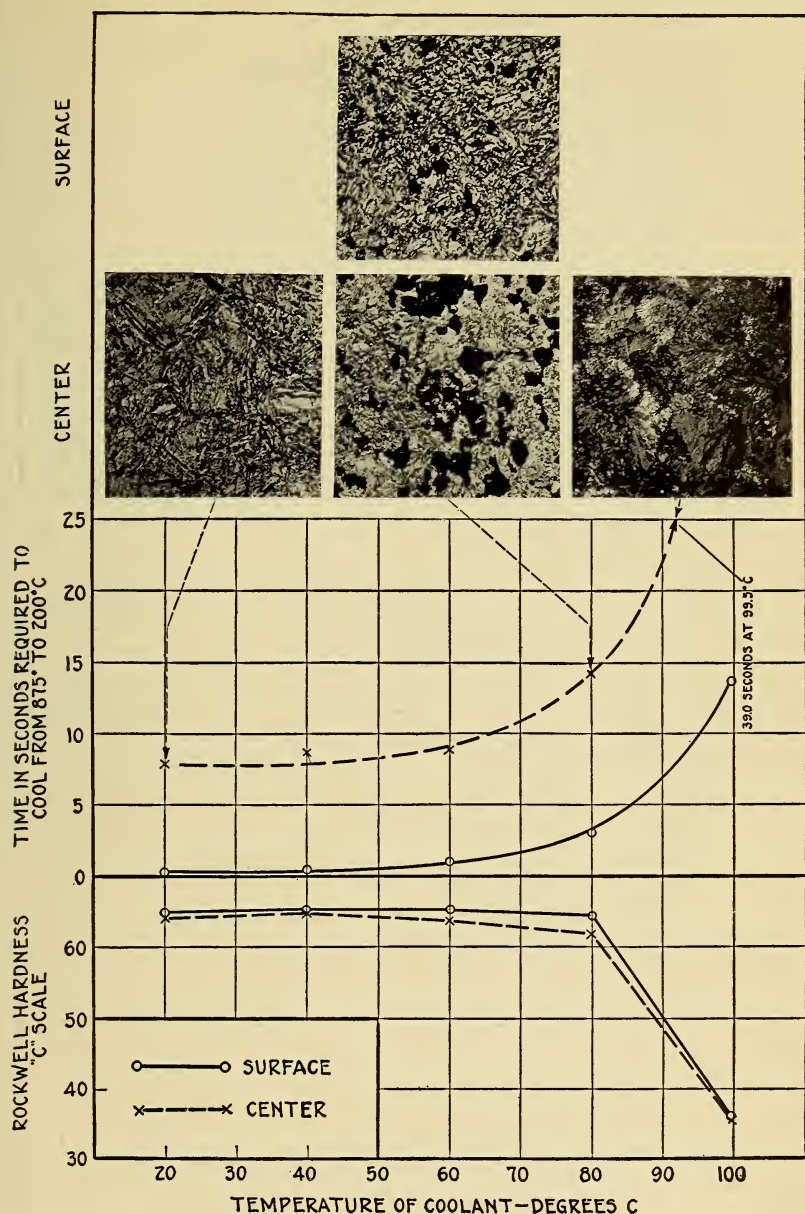 SURFACE
CENTER
TIME IN SECONDS REQUIRED TO
COOL FROM 875° TO 200°C
25
20
15
10
5
0
39.0 SECONDS AT 99.5°C
ROCKWELL HARDNESS
"C" SCALE
60
50
40
30
SURFACE
CENTER
20 30 40 50 60 70 80 90 100
TEMPERATURE OF COOLANT—DEGREES C